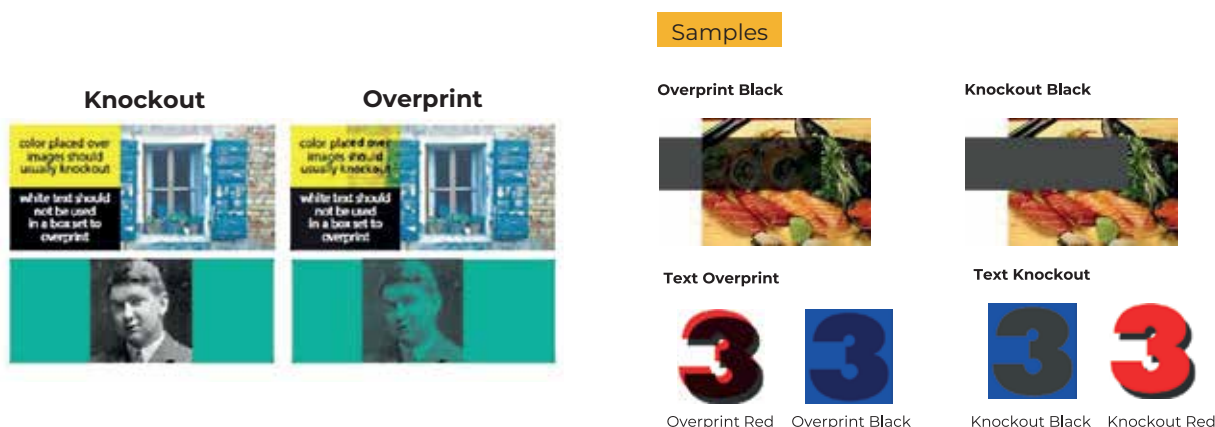 Samples
Knockout
Overprint
color placed over
images should
usually knockout
white text should
not be used
in a box set to
overprint
color placed over
images should
usually knockout
white text should
not be used
in a box set to
overprint
Overprint Black
Knockout Black
Text Overprint
Text Knockout
3
3
3
3
Overprint Red
Overprint Black
Knockout Black
Knockout Red